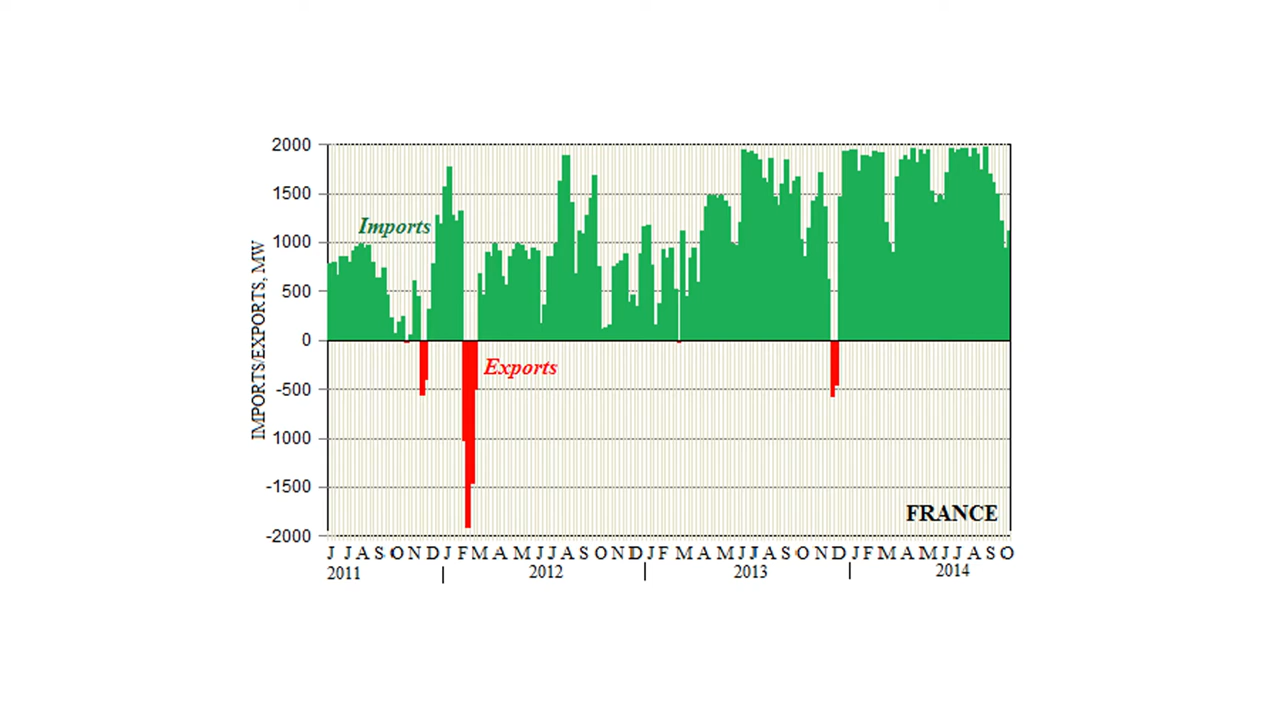 2000
1500
Imports
1000
500
0
Exports
-500
1000
-1500
FRANCE
-2000
IMPORTS/EXPORTS, MW
J J A S O N D J F M A M J J A S O N D J F M A M J J A S O N D J F M A M J J A S O
2011 | 2012 | 2013 | 2014